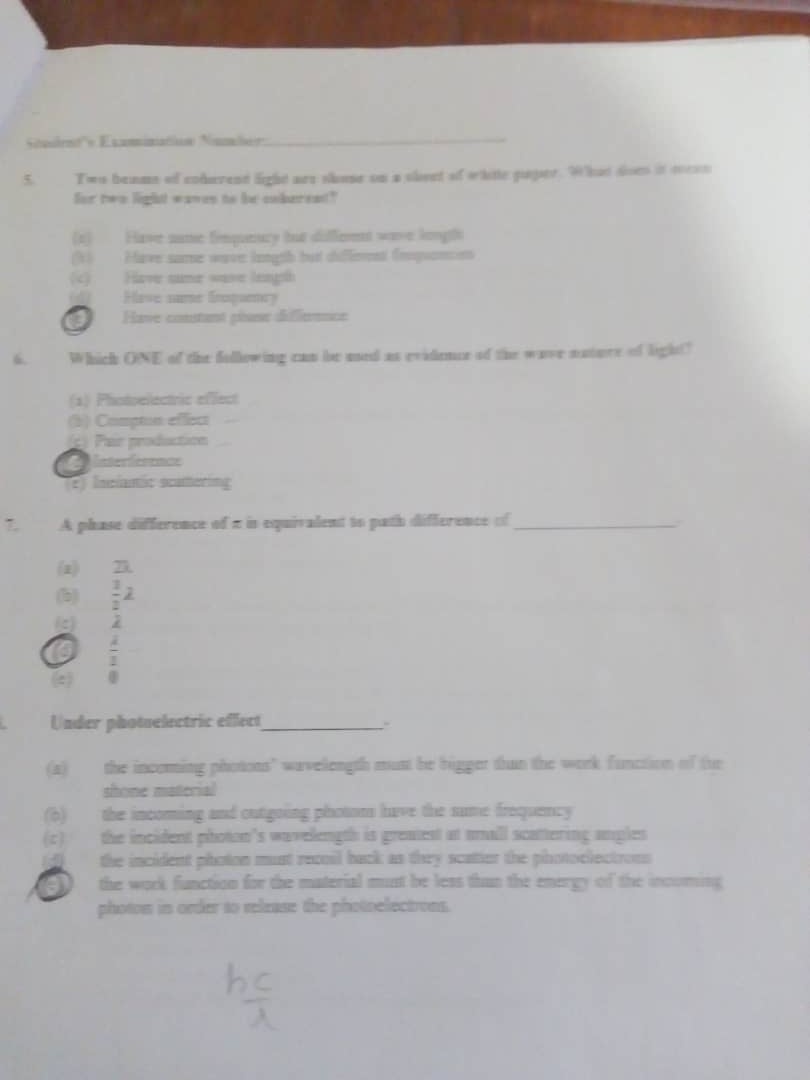 Student's Examination Number:
5. Two beams of coherent light are shone on a sheet of white paper. What does it mean
for two light waves to be coherent?
(a) Have same frequency but different wave length
(b) Have same wave length but different frequencies
(c) Have same wave length
(d) Have same frequency
(e) Have constant phase difference
6. Which ONE of the following can be used as evidence of the wave nature of light?
(a) Photoelectric effect
(b) Compton effect
(c) Pair production
Interference
(e) Inelastic scattering
7. A phase difference of π is equivalent to path difference of ____________.
(a) 2λ
(b) 3/2 λ
(c) λ
(d) λ/2
(e) 0
Under photoelectric effect____________.
(a) the incoming photons' wavelength must be bigger than the work function of the
shone material
(b) the incoming and outgoing photons have the same frequency
(c) the incident photon's wavelength is greatest at small scattering angles
(d) the incident photon must recoil back as they scatter the photoelectrons
(e) the work function for the material must be less than the energy of the incoming
photon in order to release the photoelectrons.
hc/λ